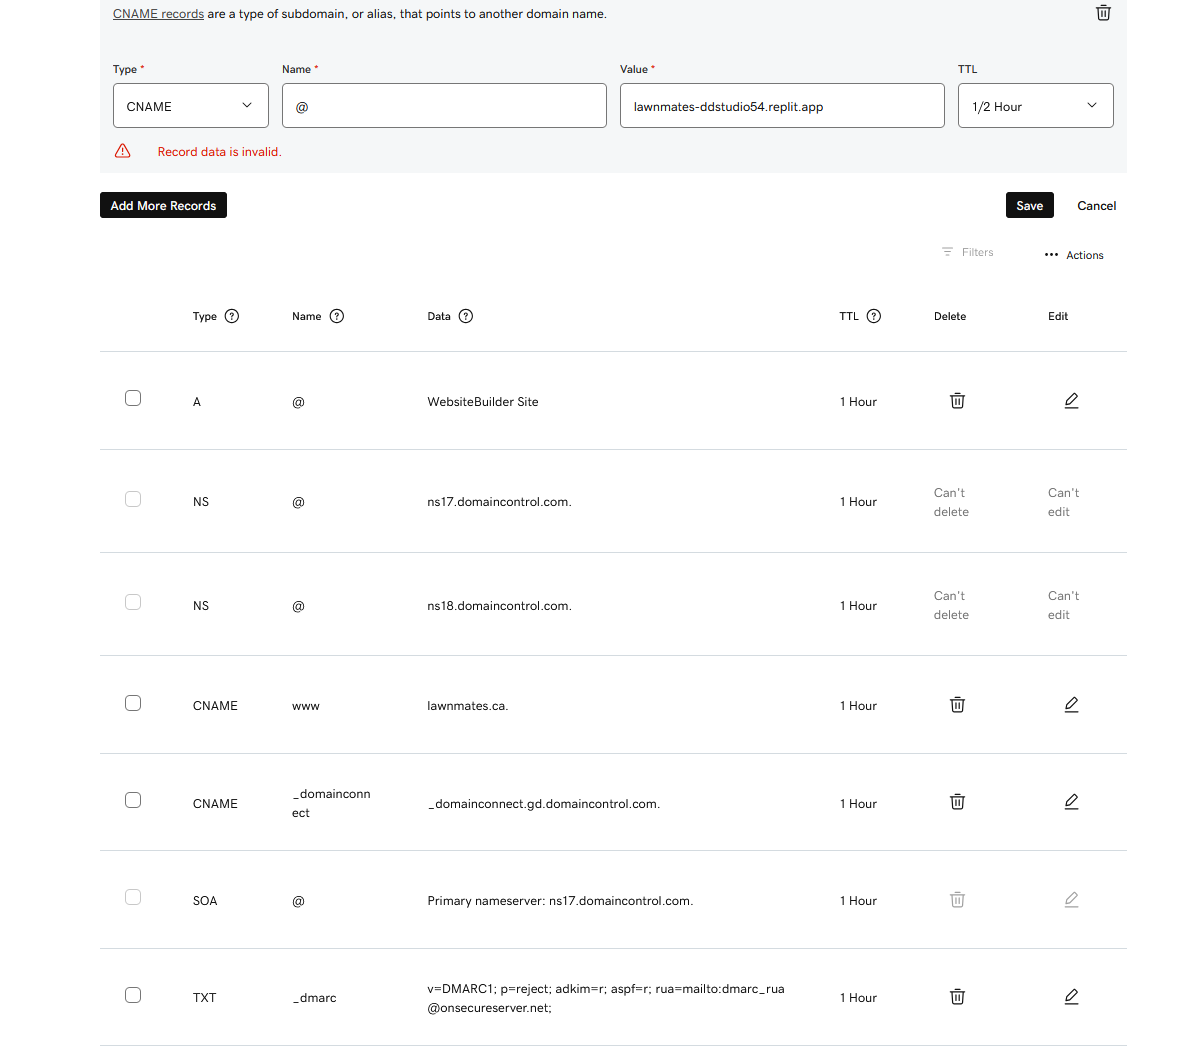 CNAME records are a type of subdomain, or alias, that points to another domain name.
Type * Name * Value * TTL
CNAME @ lawnmates-ddstudio54.replit.app 1/2 Hour
Record data is invalid.
Add More Records Save Cancel
Filters ••• Actions
Type ? Name ? Data ? TTL ? Delete Edit
A @ WebsiteBuilder Site 1 Hour
NS @ ns17.domaincontrol.com. 1 Hour Can't delete Can't edit
NS @ ns18.domaincontrol.com. 1 Hour Can't delete Can't edit
CNAME www lawnmates.ca. 1 Hour
CNAME _domainconn
ect _domainconnect.gd.domaincontrol.com. 1 Hour
SOA @ Primary nameserver: ns17.domaincontrol.com. 1 Hour
TXT _dmarc v=DMARC1; p=reject; adkim=r; aspf=r; rua=mailto:dmarc_rua
@onsecureserver.net; 1 Hour